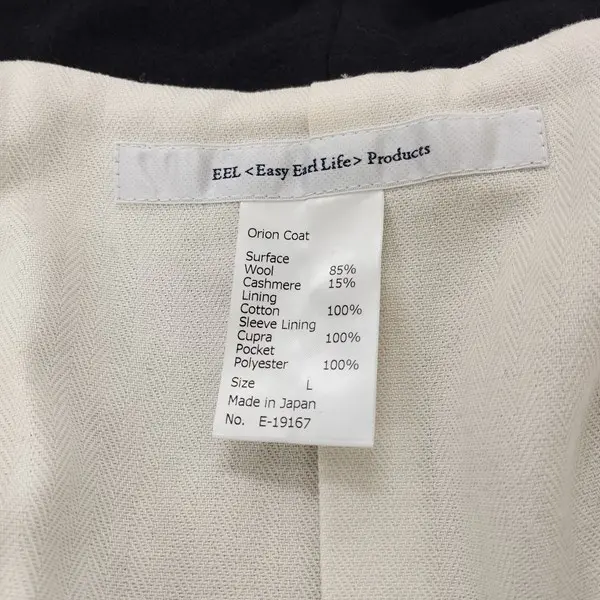 EEL <Easy Earl Life> Products
Orion Coat
Surface
Wool 85%
Cashmere 15%
Lining
Cotton 100%
Sleeve Lining
Cupra 100%
Pocket
Polyester 100%
Size L
Made in Japan
No. E-19167